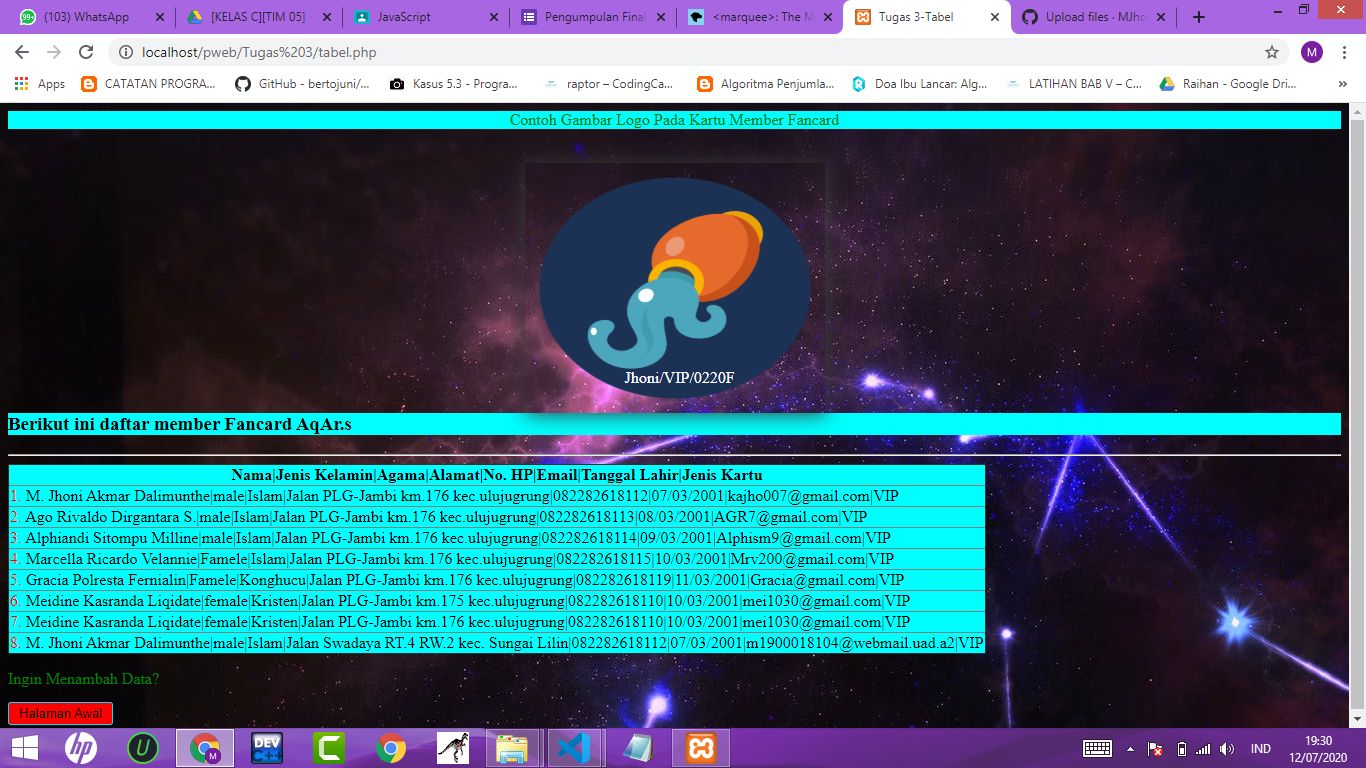 (103) WhatsApp
[KELAS C][TIM 05] -
JavaScript
Pengumpulan Final
<marquee>: The M
Tugas 3-Tabel
Upload files · MJho
localhost/pweb/Tugas%203/tabel.php
M
Apps
CATATAN PROGRA...
GitHub - bertojuni/...
Kasus 5.3 - Progra...
raptor – CodingCa...
Algoritma Penjumla...
Doa Ibu Lancar: Alg...
LATIHAN BAB V – C...
Raihan - Google Dri...
Contoh Gambar Logo Pada Kartu Member Fancard
Jhoni/VIP/0220F
Berikut ini daftar member Fancard AqAr.s
Nama|Jenis Kelamin|Agama|Alamat|No. HP|Email|Tanggal Lahir|Jenis Kartu
1. M. Jhoni Akmar Dalimunthe|male|Islam|Jalan PLG-Jambi km.176 kec.ulujugrung|082282618112|07/03/2001|kajho007@gmail.com|VIP
2. Ago Rivaldo Dirgantara S.|male|Islam|Jalan PLG-Jambi km.176 kec.ulujugrung|082282618113|08/03/2001|AGR7@gmail.com|VIP
3. Alphiandi Sitompu Milline|male|Islam|Jalan PLG-Jambi km.176 kec.ulujugrung|082282618114|09/03/2001|Alphism9@gmail.com|VIP
4. Marcella Ricardo Velannie|Famele|Islam|Jalan PLG-Jambi km.176 kec.ulujugrung|082282618115|10/03/2001|Mrv200@gmail.com|VIP
5. Gracia Polresta Fernialin|Famele|Konghucu|Jalan PLG-Jambi km.176 kec.ulujugrung|082282618119|11/03/2001|Gracia@gmail.com|VIP
6. Meidine Kasranda Liqidate|female|Kristen|Jalan PLG-Jambi km.175 kec.ulujugrung|082282618110|10/03/2001|mei1030@gmail.com|VIP
7. Meidine Kasranda Liqidate|female|Kristen|Jalan PLG-Jambi km.175 kec.ulujugrung|082282618110|10/03/2001|mei1030@gmail.com|VIP
8. M. Jhoni Akmar Dalimunthe|male|Islam|Jalan Swadaya RT.4 RW.2 kec. Sungai Lilin|082282618112|07/03/2001|m1900018104@webmail.uad.a2|VIP
Ingin Menambah Data?
Halaman Awal
hp
U
M
DEV
C
IND
19:30
12/07/2020